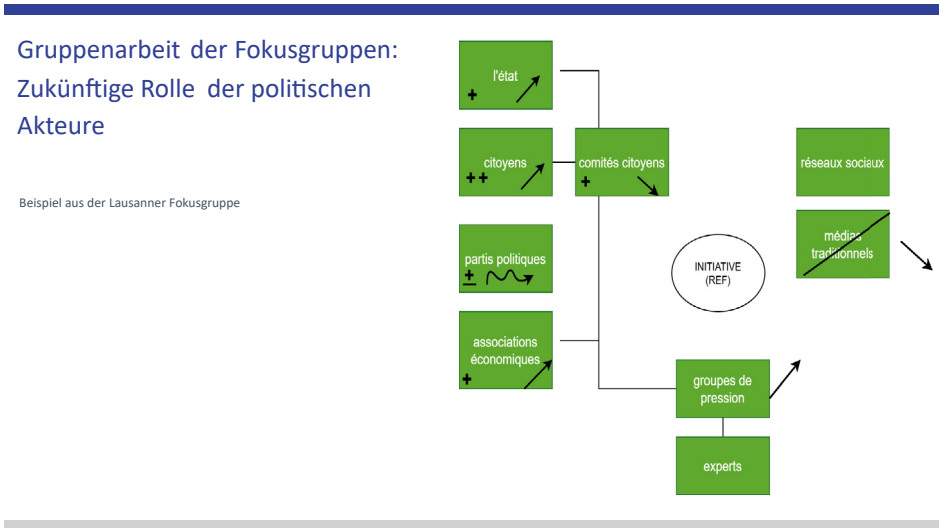 Gruppenarbeit der Fokusgruppen:
Zukünftige Rolle der politischen
Akteure
Beispiel aus der Lausanner Fokusgruppe
l'état
+
citoyens
++
comités citoyens
+
partis politiques
±
associations
économiques
+
INITIATIVE
(REF)
réseaux sociaux
médias
traditionnels
groupes de
pression
experts